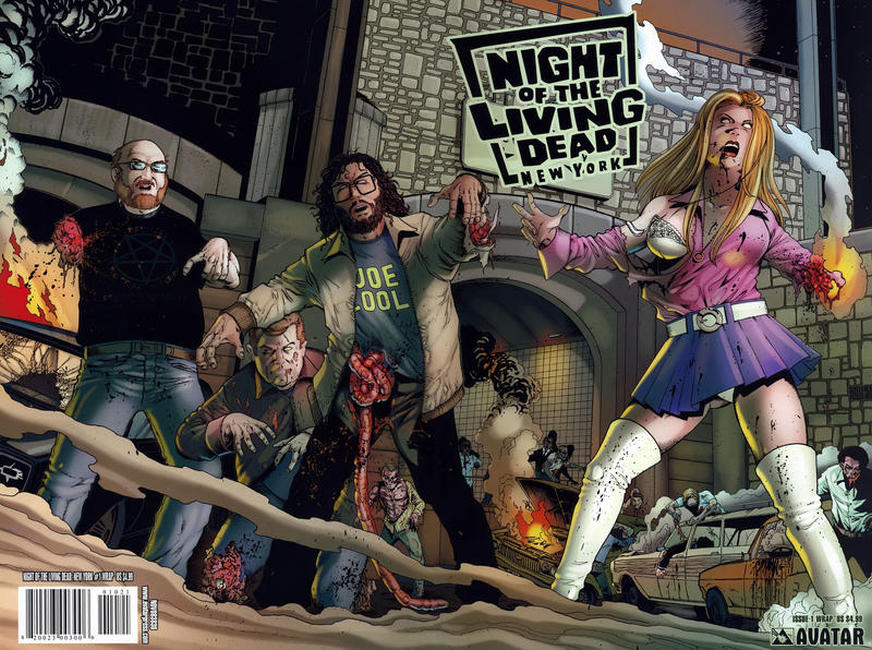 NIGHT
OF THE
LIVING
DEAD
NEW YORK
JOE
COOL
NIGHT OF THE LIVING DEAD: NEW YORK #1 WRAP, US $4.99
01021
ISSUE 1 WRAP, US $4.99
AVATAR